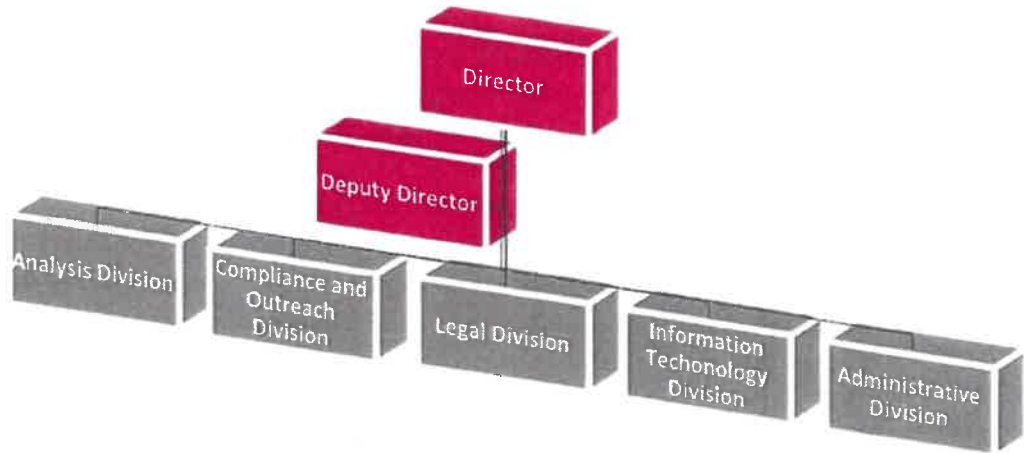 Director
Deputy Director
Analysis Division
Compliance and
Outreach
Division
Legal Division
Information
Techonology
Division
Administrative
Division